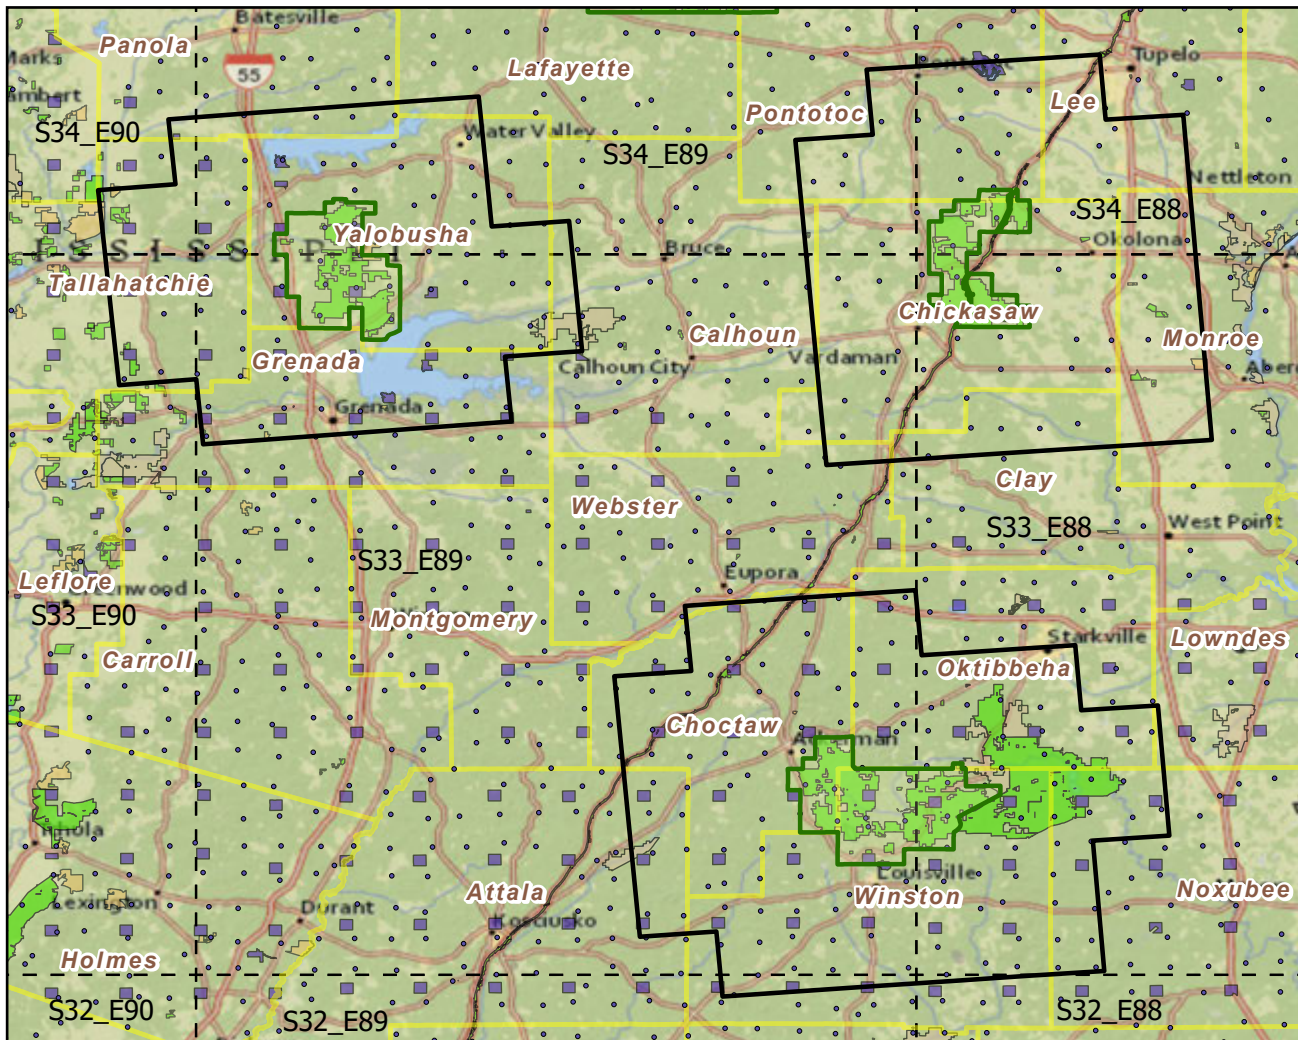 Batesville
Panola
Marks
55
Lafayette
Tupelo
Lee
Pontotoc
S34_E90
Water Valley
S34_E89
Nettleton
S34_E88
Yalobusha
Bruce
Okolona
Tallahatchie
Chickasaw
Calhoun
Monroe
Vardaman
Grenada
Calhoun City
Grenada
Clay
Webster
West Point
S33_E88
S33_E89
Eupora
Leflore
S33_E90
Montgomery
Starkville
Lowndes
Carroll
Oktibbeha
Choctaw
Ackerman
Louisville
Attala
Winston
Noxubee
Lexington
Durant
Kosciusko
Holmes
S32_E90
S32_E89
S32_E88